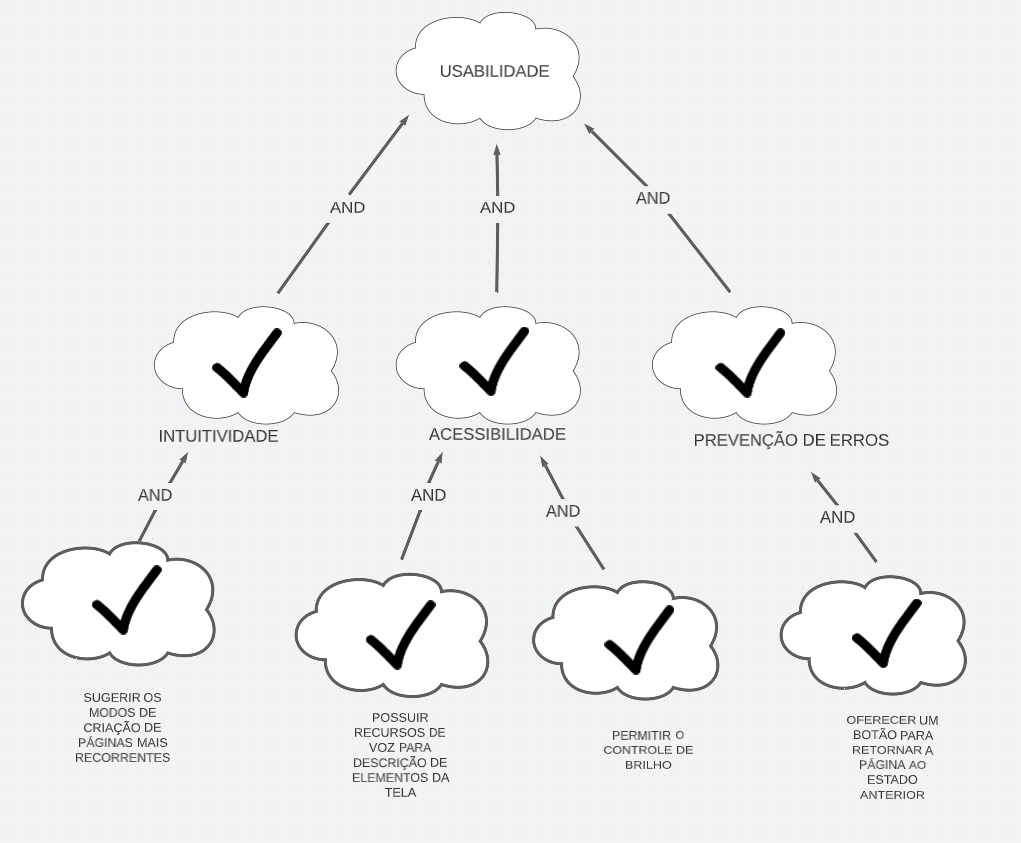 USABILIDADE
AND
AND
AND
INTUITIVIDADE
ACESSIBILIDADE
PREVENÇÃO DE ERROS
AND
AND
AND
AND
SUGERIR OS
MODOS DE
CRIAÇÃO DE
PÁGINAS MAIS
RECORRENTES
POSSUIR
RECURSOS DE
VOZ PARA
DESCRIÇÃO DE
ELEMENTOS DA
TELA
PERMITIR O
CONTROLE DE
BRILHO
OFERECER UM
BOTÃO PARA
RETORNAR A
PÁGINA AO
ESTADO
ANTERIOR